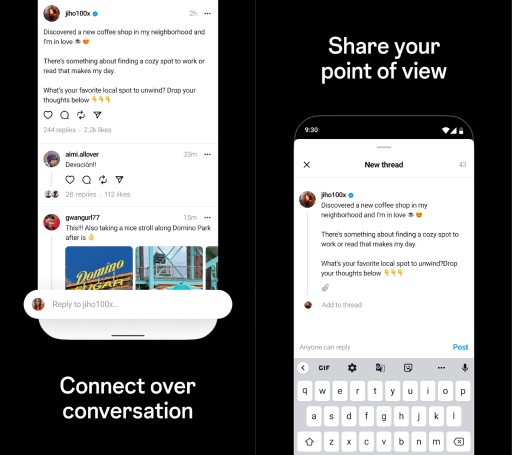 jiho100x
2h
Discovered a new coffee shop in my neighborhood and
I'm in love ☕ 😍
There's something about finding a cozy spot to work or
read that makes my day.
What's your favorite local spot to unwind? Drop your
thoughts below 👇👇👇
244 replies · 2.2k likes
aimi.allover
33m
Devoción!!
26 replies · 112 likes
gwangurl77
15m
This!!! Also taking a nice stroll along Domino Park
after is 👌
Domino
SUGAR
Reply to jiho100x...
Connect over
conversation
Share your
point of view
9:30
New thread
43
jiho100x
Discovered a new coffee shop in my
neighborhood and I'm in love ☕ 😍
There's something about finding a cozy spot to
work or read that makes my day.
What's your favorite local spot to unwind?Drop
your thoughts below 👇👇👇
Add to thread
Anyone can reply
Post
GIF
q w e r t y u i o p
a s d f g h j k l
z x c v b n m